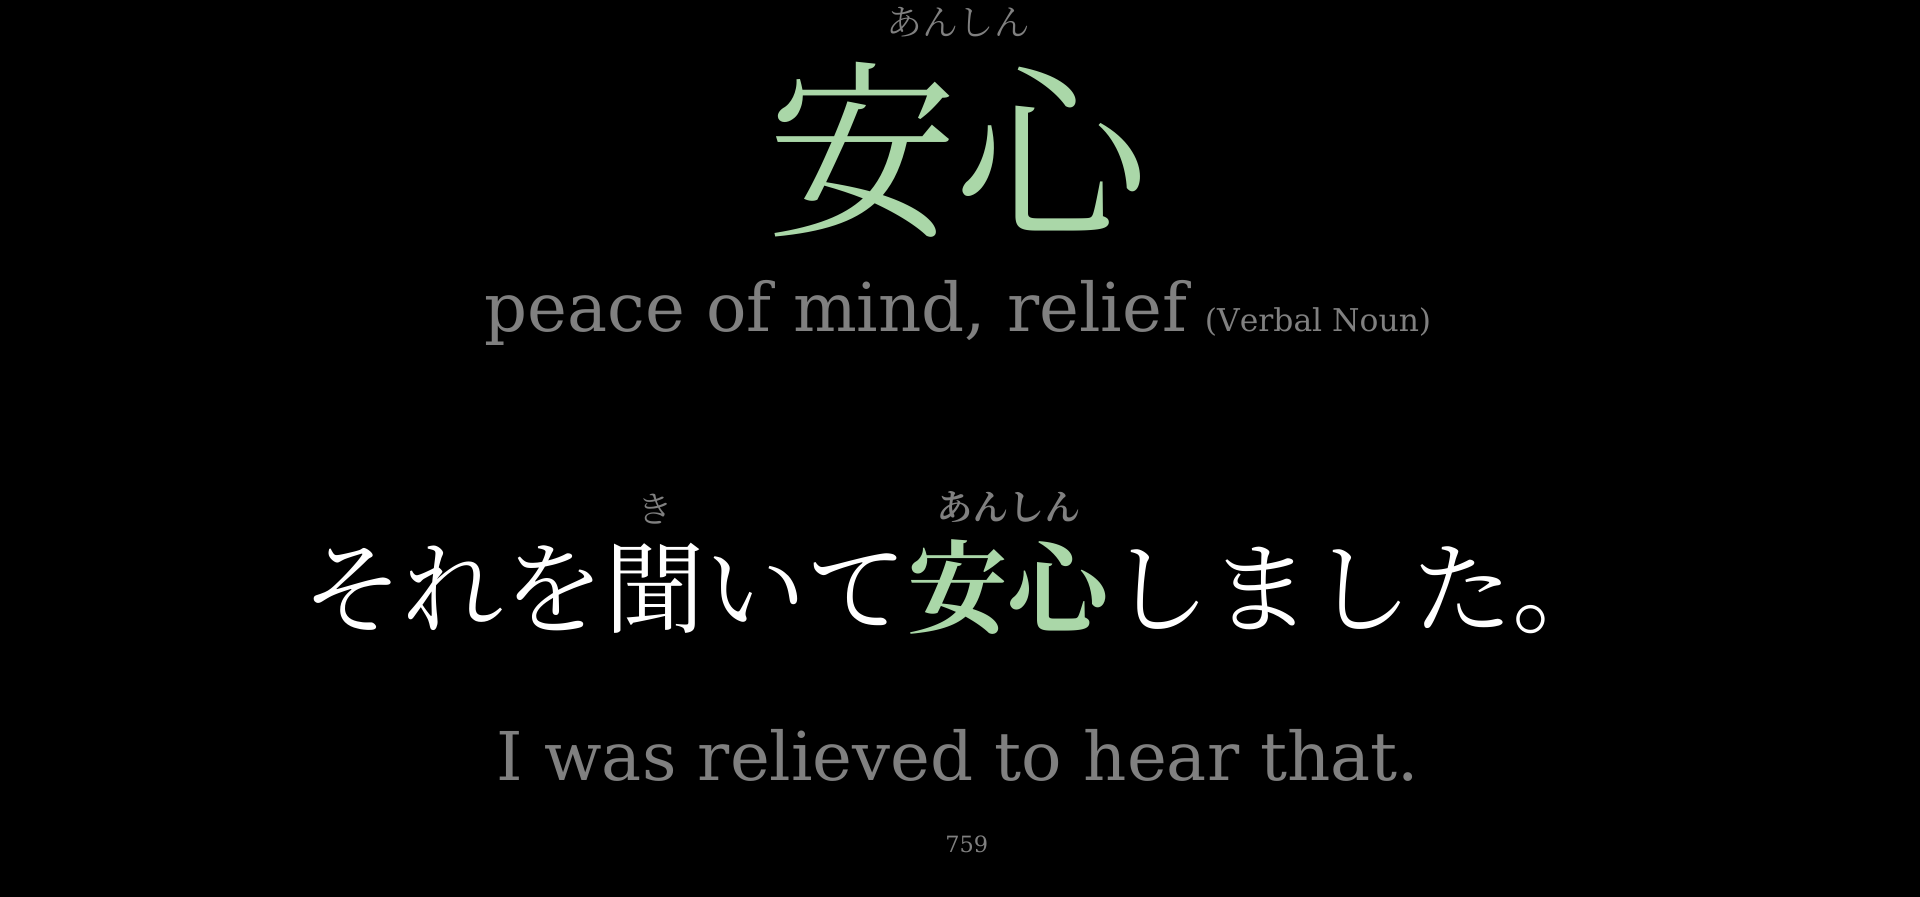 あんしん
安心
peace of mind, relief (Verbal Noun)
き あんしん
それを聞いて安心しました。
I was relieved to hear that.
759